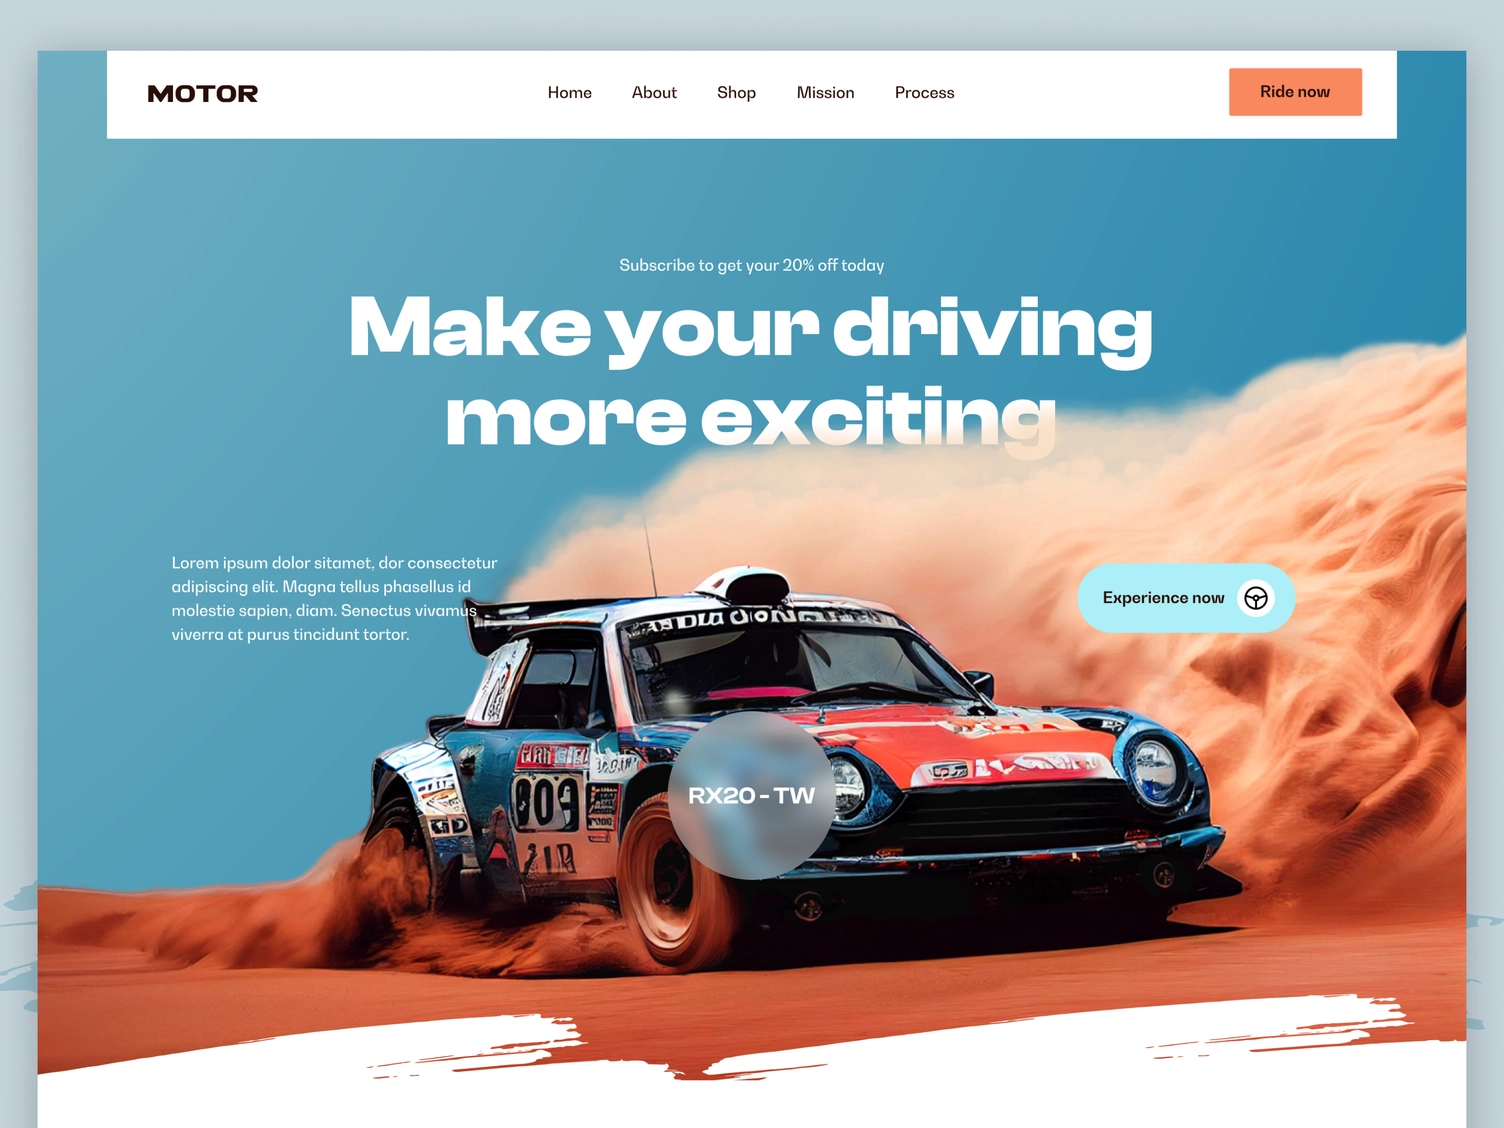 MOTOR
Home About Shop Mission Process
Ride now
Subscribe to get your 20% off today
Make your driving
more exciting
Lorem ipsum dolor sitamet, dor consectetur
adipiscing elit. Magna tellus phasellus id
molestie sapien, diam. Senectus vivamus
viverra at purus tincidunt tortor.
Experience now
RX20 - TW